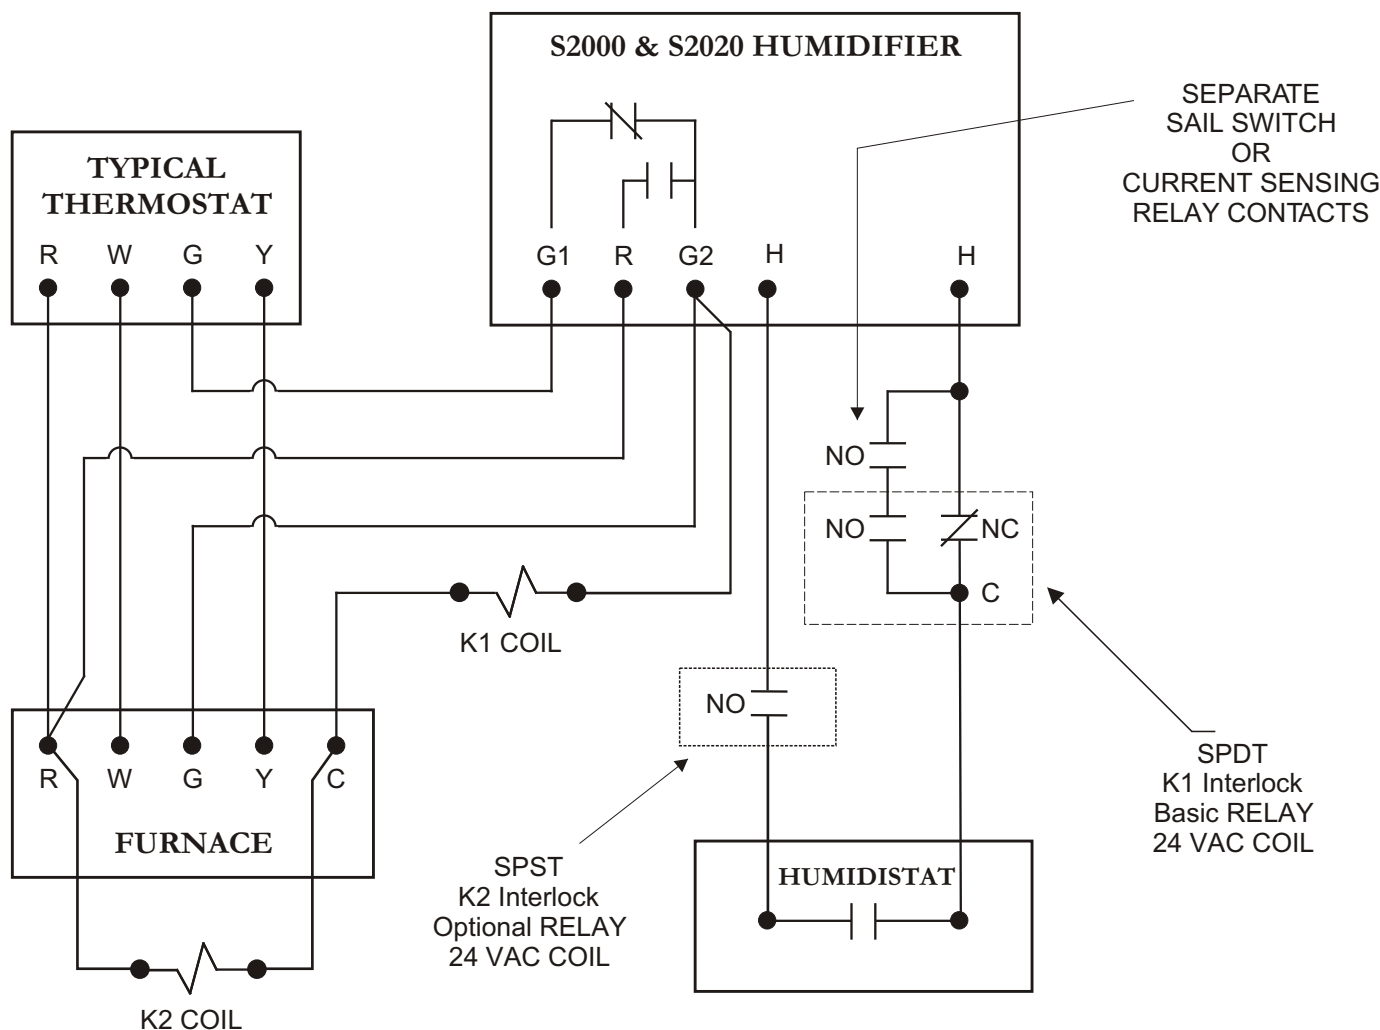 S2000 & S2020 HUMIDIFIER
SEPARATE
SAIL SWITCH
OR
CURRENT SENSING
RELAY CONTACTS
TYPICAL
THERMOSTAT
R W G Y
G1 R G2 H H
NO
NO NC
C
K1 COIL
NO
R W G Y C
FURNACE
SPDT
K1 Interlock
Basic RELAY
24 VAC COIL
SPST
K2 Interlock
Optional RELAY
24 VAC COIL
HUMIDISTAT
K2 COIL